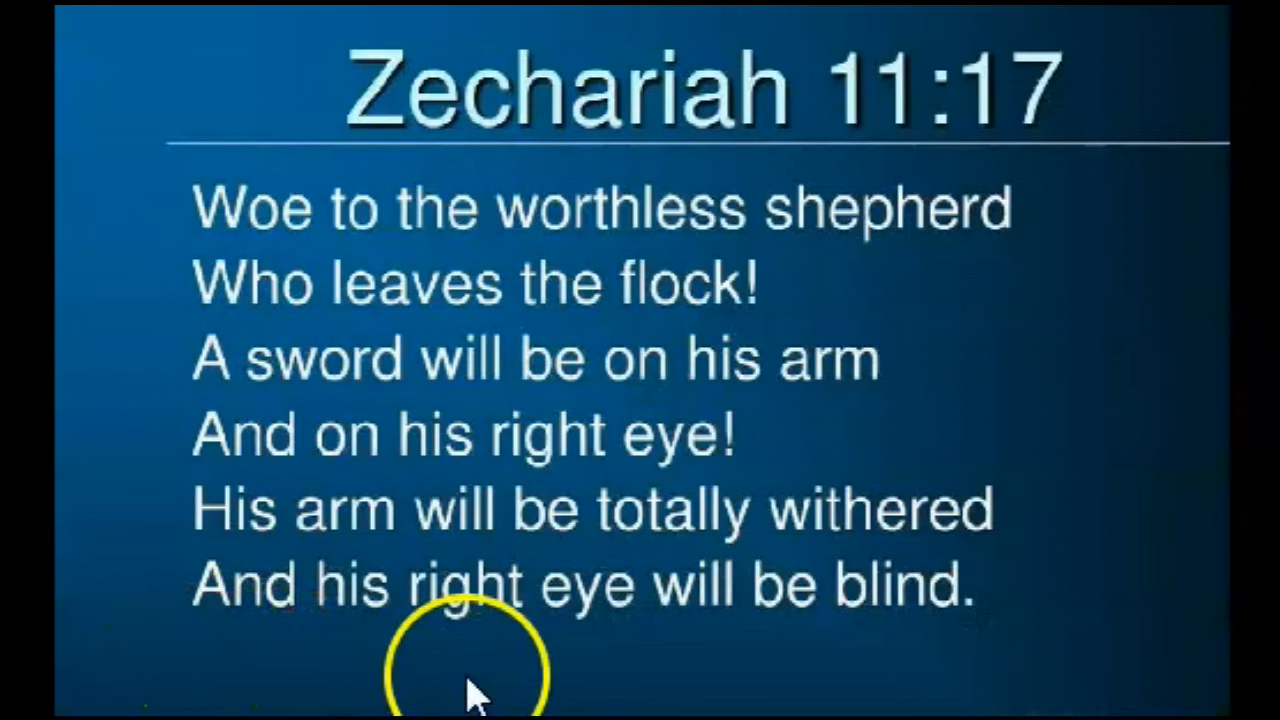 Zechariah 11:17
Woe to the worthless shepherd
Who leaves the flock!
A sword will be on his arm
And on his right eye!
His arm will be totally withered
And his right eye will be blind.